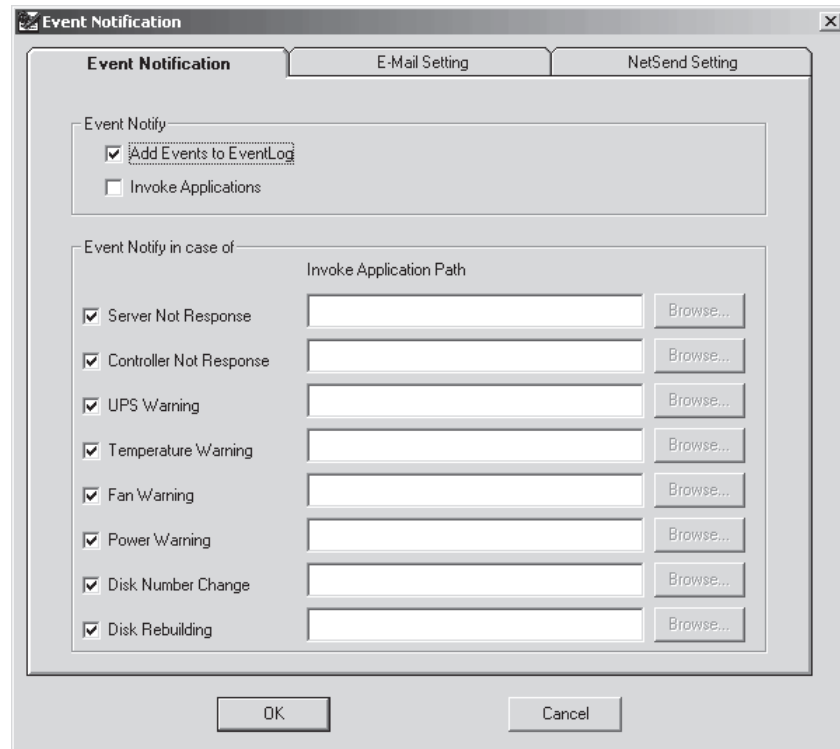 Event Notification
Event Notification E-Mail Setting NetSend Setting
Event Notify
Add Events to EventLog
Invoke Applications
Event Notify in case of
Invoke Application Path
Server Not Response Browse...
Controller Not Response Browse...
UPS Warning Browse...
Temperature Warning Browse...
Fan Warning Browse...
Power Warning Browse...
Disk Number Change Browse...
Disk Rebuilding Browse...
OK Cancel